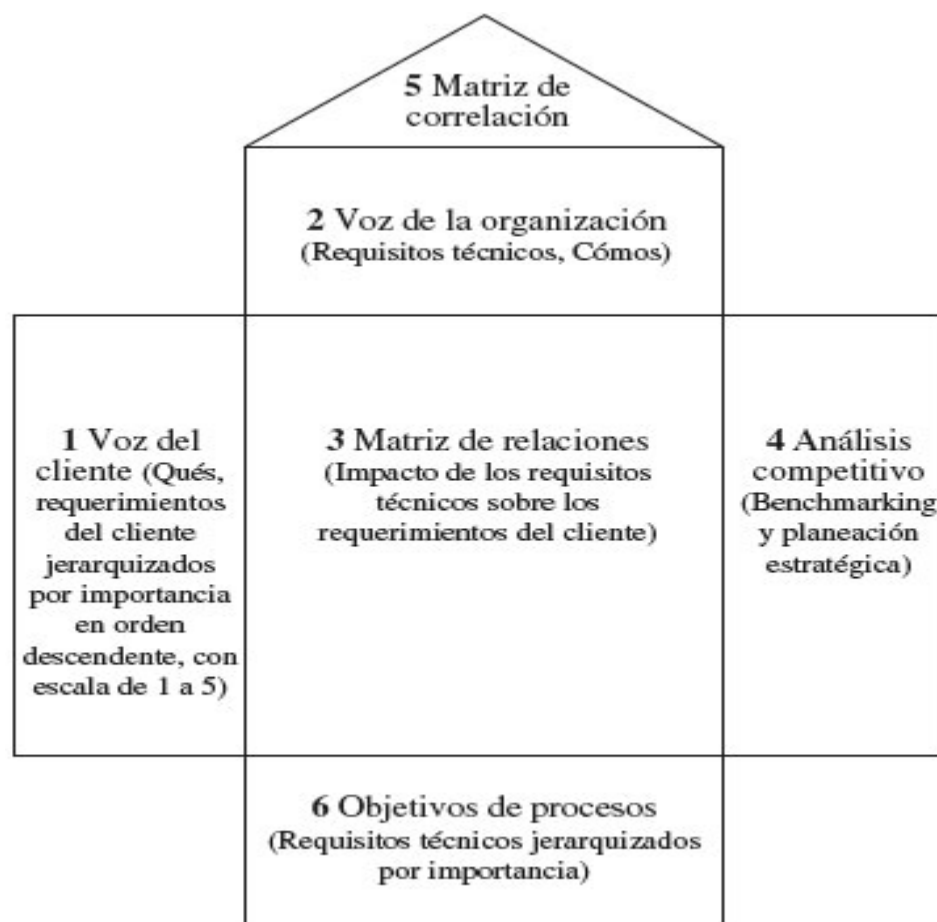 5 Matriz de
correlación
2 Voz de la organización
(Requisitos técnicos, Cómos)
1 Voz del
cliente (Qués,
requerimientos
del cliente
jerarquizados
por importancia
en orden
descendente, con
escala de 1 a 5)
3 Matriz de relaciones
(Impacto de los requisitos
técnicos sobre los
requerimientos del cliente)
4 Análisis
competitivo
(Benchmarking
y planeación
estratégica)
6 Objetivos de procesos
(Requisitos técnicos jerarquizados
por importancia)